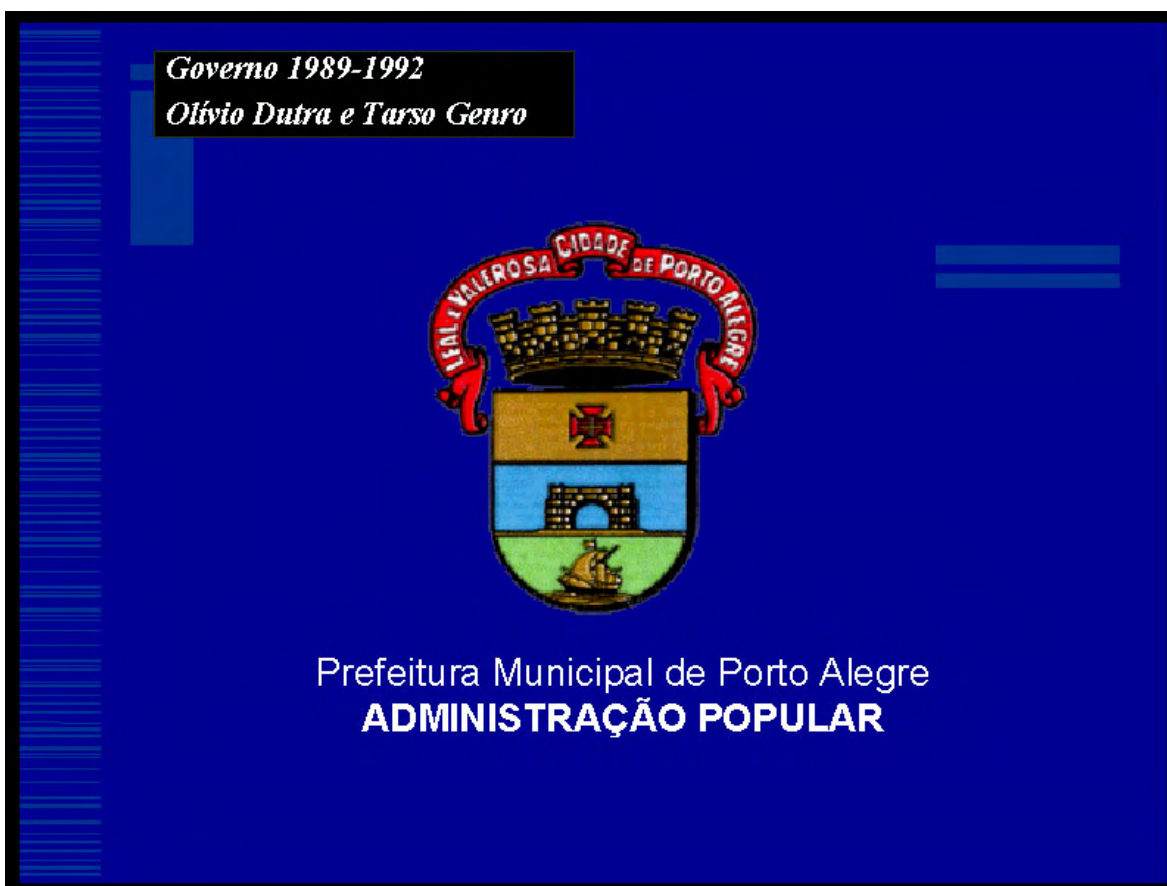 Governo 1989-1992
Olívio Dutra e Tarso Genro
LEAL E VALEROSA CIDADE DE PORTO ALEGRE
Prefeitura Municipal de Porto Alegre
ADMINISTRAÇÃO POPULAR